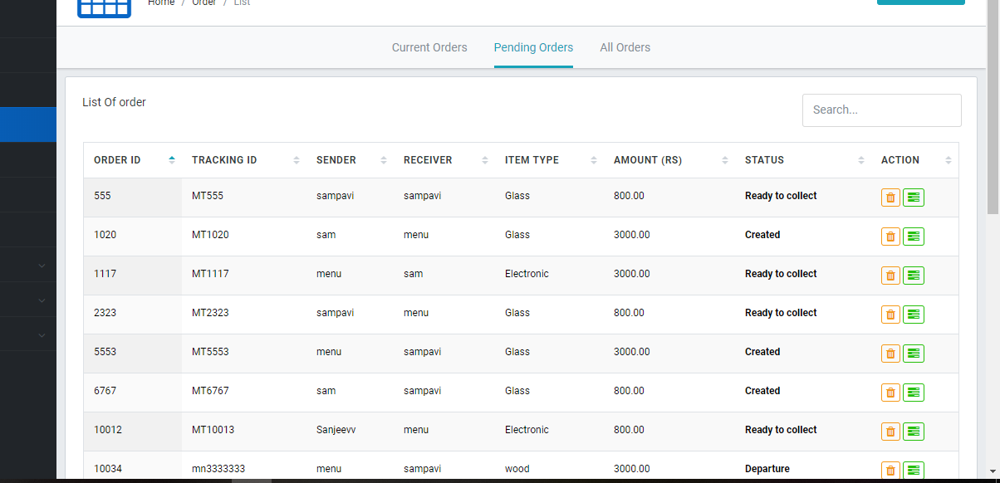 Home / Order / List
Current Orders Pending Orders All Orders
List Of order
Search...
ORDER ID TRACKING ID SENDER RECEIVER ITEM TYPE AMOUNT (RS) STATUS ACTION
555 MT555 sampavi sampavi Glass 800.00 Ready to collect
1020 MT1020 sam menu Glass 3000.00 Created
1117 MT1117 menu sam Electronic 3000.00 Ready to collect
2323 MT2323 sampavi menu Glass 800.00 Ready to collect
5553 MT5553 menu sampavi Glass 3000.00 Created
6767 MT6767 sam sampavi Glass 800.00 Created
10012 MT10013 Sanjeevv menu Electronic 800.00 Ready to collect
10034 mn3333333 menu sampavi wood 3000.00 Departure